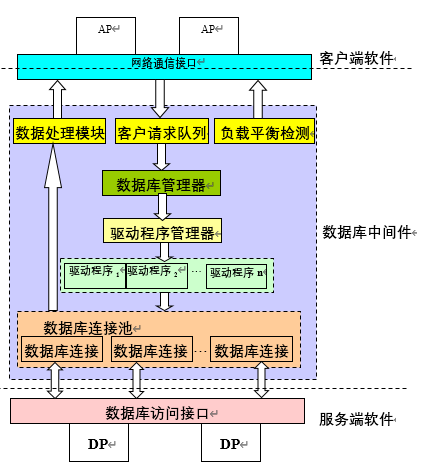 AP AP
网络通信接口
客户端软件
数据处理模块 客户请求队列 负载平衡检测
数据库管理器
驱动程序管理器
数据库中间件
驱动程序 1 驱动程序 2 … 驱动程序 n
数据库连接池
数据库连接 数据库连接 … 数据库连接
数据库访问接口
服务端软件
DP DP